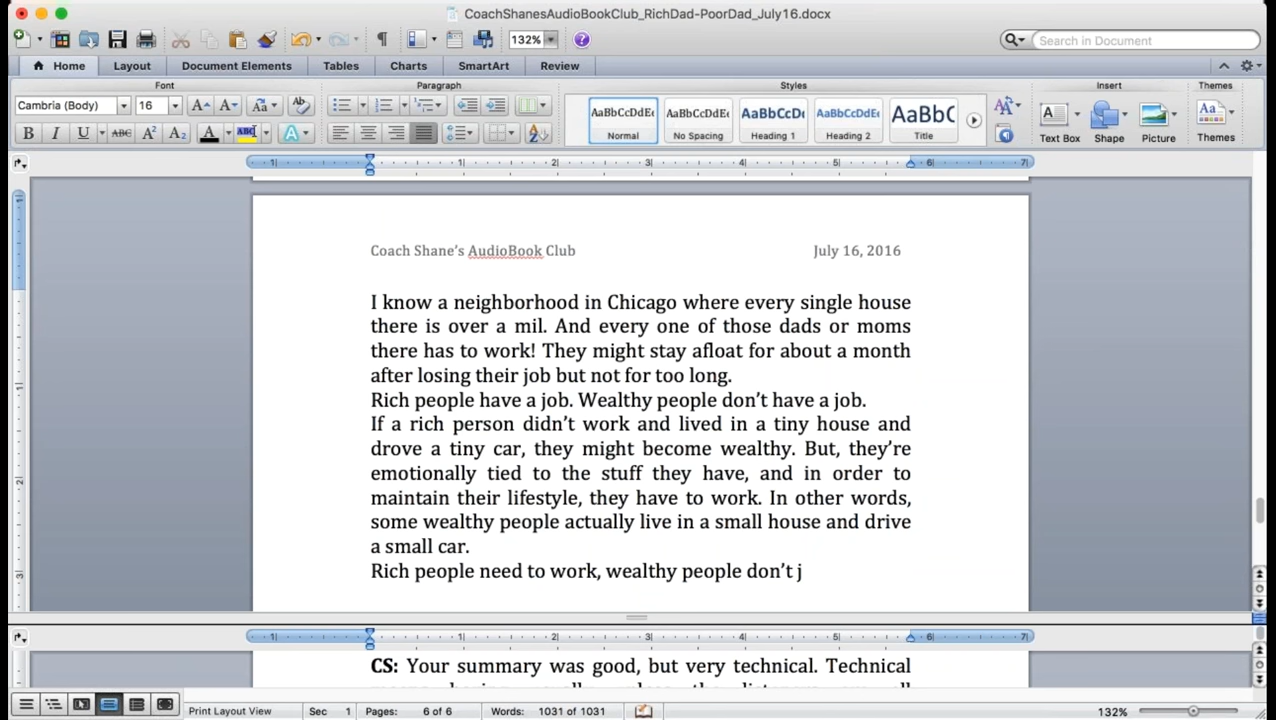 CoachShanesAudioBookClub_RichDad-PoorDad_July16.docx
132%
Search in Document
Home Layout Document Elements Tables Charts SmartArt Review
Font Paragraph Styles Insert Themes
Cambria (Body) 16
AaBbCcDdEe AaBbCcDdEe AaBbCcDc AaBbCcDdEe AaBbC
Normal No Spacing Heading 1 Heading 2 Title
Text Box Shape Picture Themes
Coach Shane's AudioBook Club July 16, 2016
I know a neighborhood in Chicago where every single house
there is over a mil. And every one of those dads or moms
there has to work! They might stay afloat for about a month
after losing their job but not for too long.
Rich people have a job. Wealthy people don't have a job.
If a rich person didn't work and lived in a tiny house and
drove a tiny car, they might become wealthy. But, they're
emotionally tied to the stuff they have, and in order to
maintain their lifestyle, they have to work. In other words,
some wealthy people actually live in a small house and drive
a small car.
Rich people need to work, wealthy people don't j
CS: Your summary was good, but very technical. Technical
Print Layout View Sec 1 Pages: 6 of 6 Words: 1031 of 1031 132%